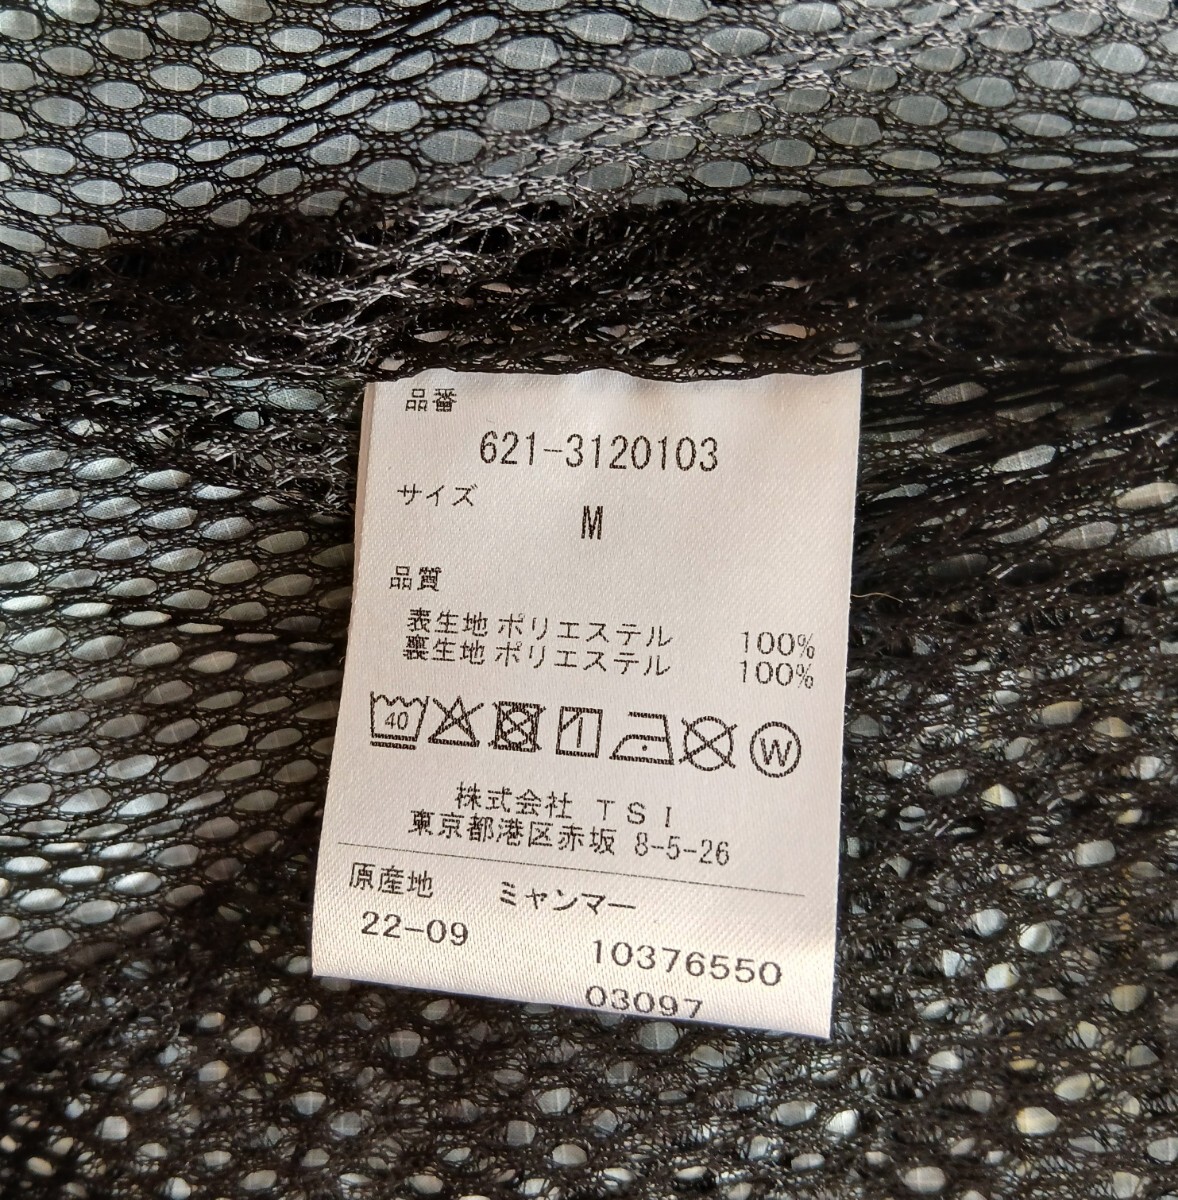 品番
621-3120103
サイズ
M
品質
表生地 ポリエステル 100%
裏生地 ポリエステル 100%
40
W
株式会社 TSI
東京都港区赤坂 8-5-26
原産地 ミャンマー
22-09
10376550
03097